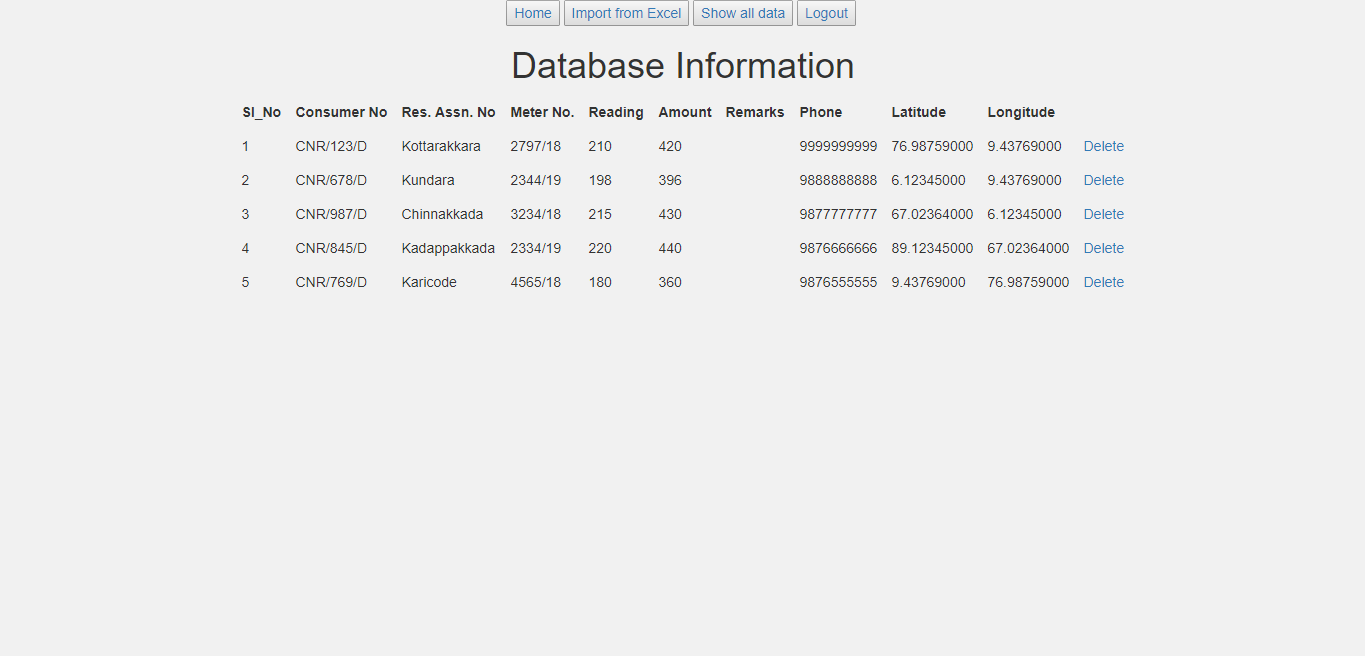 Home Import from Excel Show all data Logout
Database Information
Sl_No Consumer No Res. Assn. No Meter No. Reading Amount Remarks Phone Latitude Longitude
1 CNR/123/D Kottarakkara 2797/18 210 420 9999999999 76.98759000 9.43769000 Delete
2 CNR/678/D Kundara 2344/19 198 396 9888888888 6.12345000 9.43769000 Delete
3 CNR/987/D Chinnakkada 3234/18 215 430 9877777777 67.02364000 6.12345000 Delete
4 CNR/845/D Kadappakkada 2334/19 220 440 9876666666 89.12345000 67.02364000 Delete
5 CNR/769/D Karicode 4565/18 180 360 9876555555 9.43769000 76.98759000 Delete